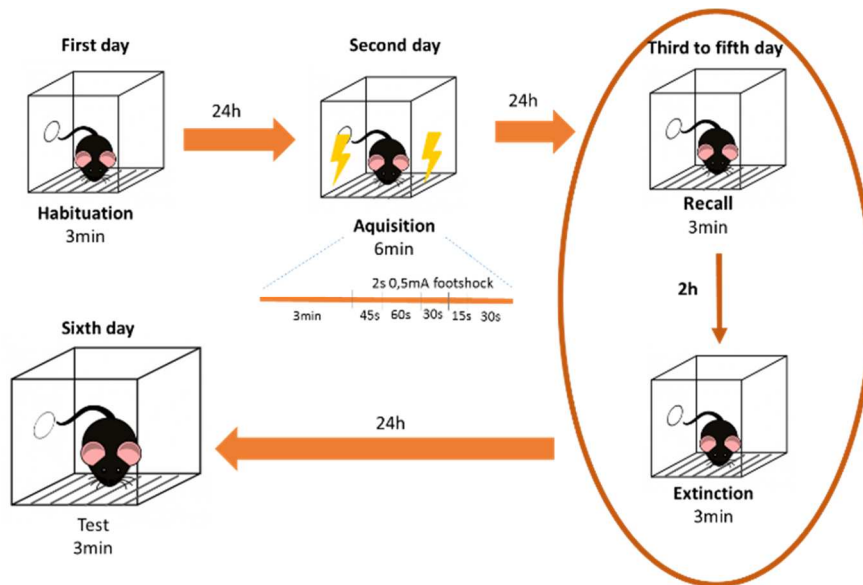 First day
24h
Habituation
3min
Second day
24h
Aquisition
6min
2s 0,5mA footshock
3min 45s 60s 30s 15s 30s
Third to fifth day
Recall
3min
2h
Extinction
3min
24h
Sixth day
Test
3min